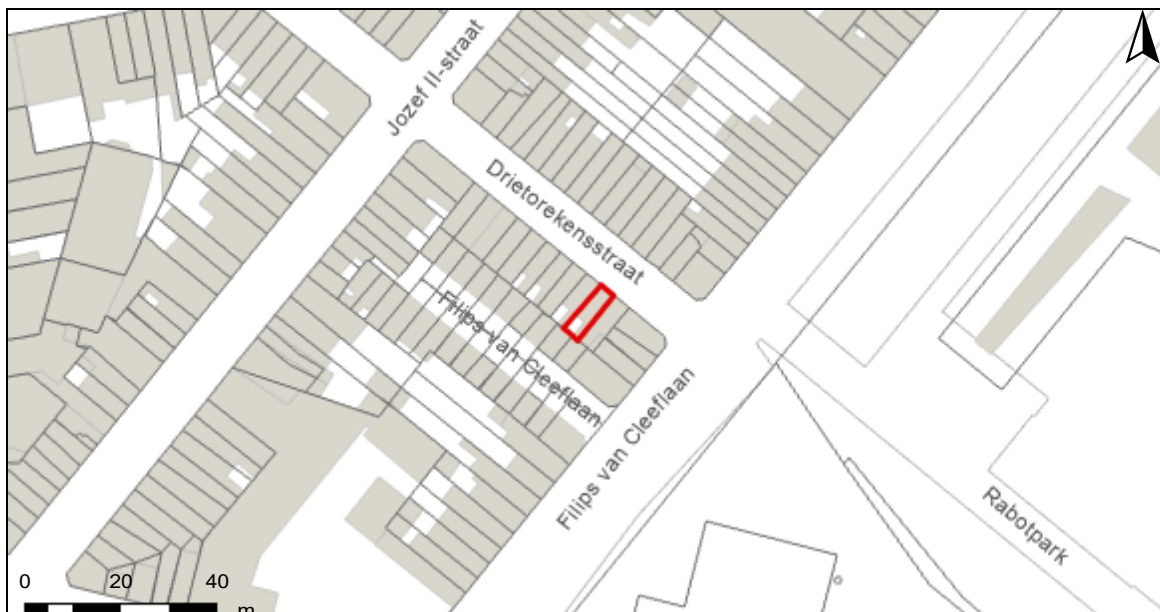 Jozef II-straat
Drietorekensstraat
Filips van Cleeflaan
Filips van Cleeflaan
Rabotpark
0 20 40
m